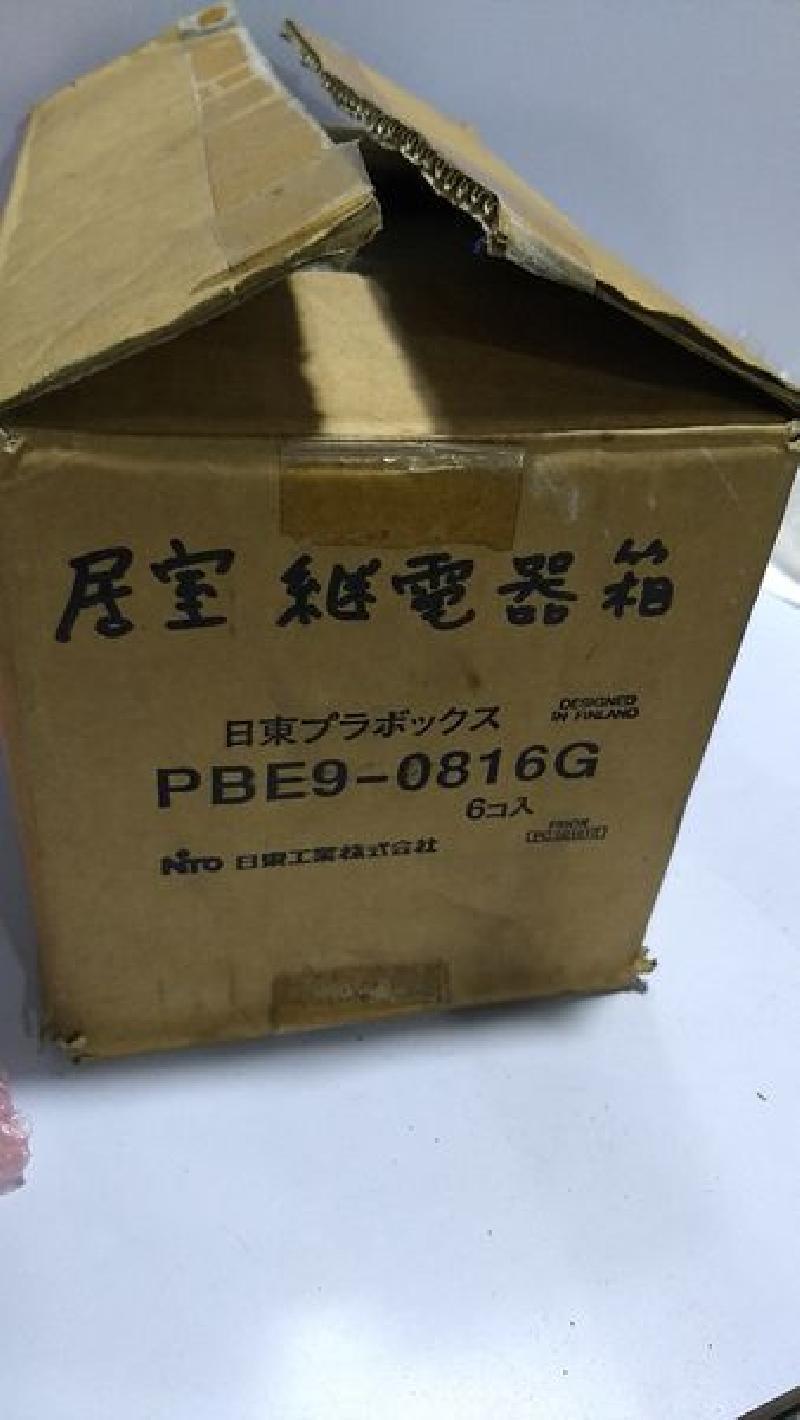 居室 継電器箱
日東プラボックス
DESIGNED
IN FINLAND
PBE9-0816G
6コ入
NITO 日東工業株式会社